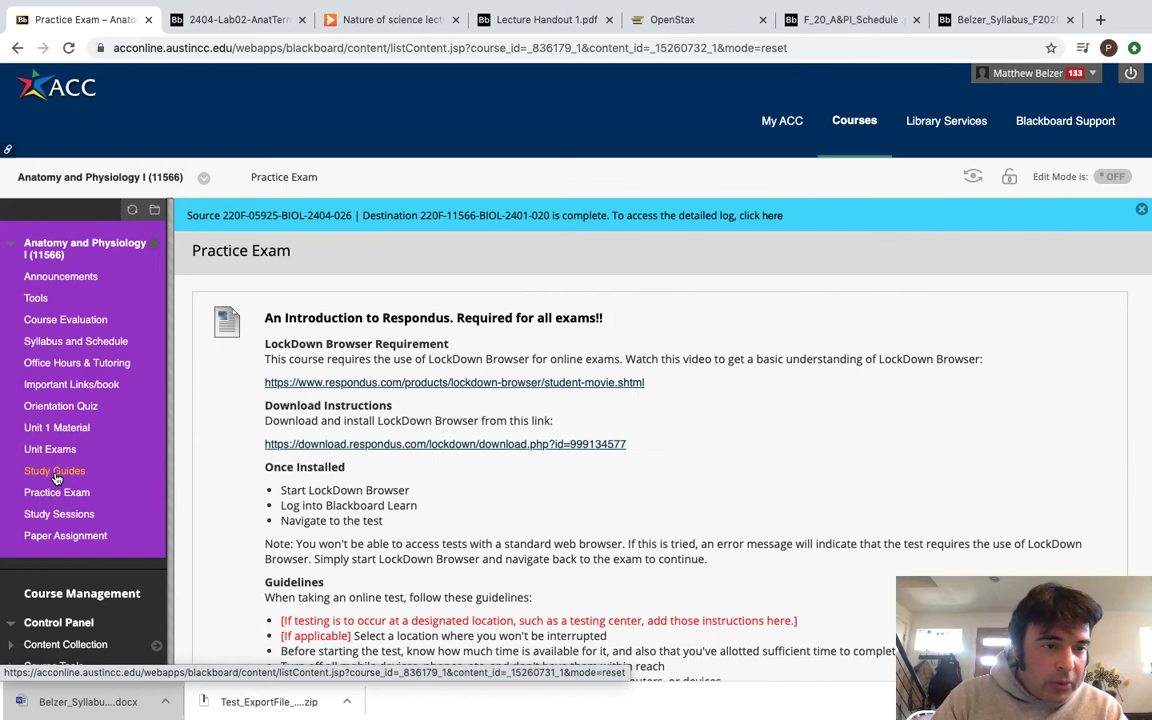 Practice Exam – Anato
2404-Lab02-AnatTerm
Nature of science lect
Lecture Handout 1.pdf
OpenStax
F_20_A&PI_Schedule
Belzer_Syllabus_F202
acconline.austincc.edu/webapps/blackboard/content/listContent.jsp?course_id=_836179_1&content_id=_15260732_1&mode=reset
P
ACC
Matthew Belzer 133
My ACC
Courses
Library Services
Blackboard Support
Anatomy and Physiology I (11566)
Practice Exam
Edit Mode is: OFF
Source 220F-05925-BIOL-2404-026 | Destination 220F-11566-BIOL-2401-020 is complete. To access the detailed log, click here
Anatomy and Physiology
I (11566)
Announcements
Tools
Course Evaluation
Syllabus and Schedule
Office Hours & Tutoring
Important Links/book
Orientation Quiz
Unit 1 Material
Unit Exams
Study Guides
Practice Exam
Study Sessions
Paper Assignment
Course Management
Control Panel
Content Collection
Practice Exam
An Introduction to Respondus. Required for all exams!!
LockDown Browser Requirement
This course requires the use of LockDown Browser for online exams. Watch this video to get a basic understanding of LockDown Browser:
https://www.respondus.com/products/lockdown-browser/student-movie.shtml
Download Instructions
Download and install LockDown Browser from this link:
https://download.respondus.com/lockdown/download.php?id=999134577
Once Installed
Start LockDown Browser
Log into Blackboard Learn
Navigate to the test
Note: You won't be able to access tests with a standard web browser. If this is tried, an error message will indicate that the test requires the use of LockDown
Browser. Simply start LockDown Browser and navigate back to the exam to continue.
Guidelines
When taking an online test, follow these guidelines:
[If testing is to occur at a designated location, such as a testing center, add those instructions here.]
[If applicable] Select a location where you won't be interrupted
Before starting the test, know how much time is available for it, and also that you've allotted sufficient time to complet
reach
https://acconline.austincc.edu/webapps/blackboard/content/listContent.jsp?course_id=_836179_1&content_id=_15260731_1&mode=reset
Belzer_Syllabu....docx
Test_ExportFile_....zip